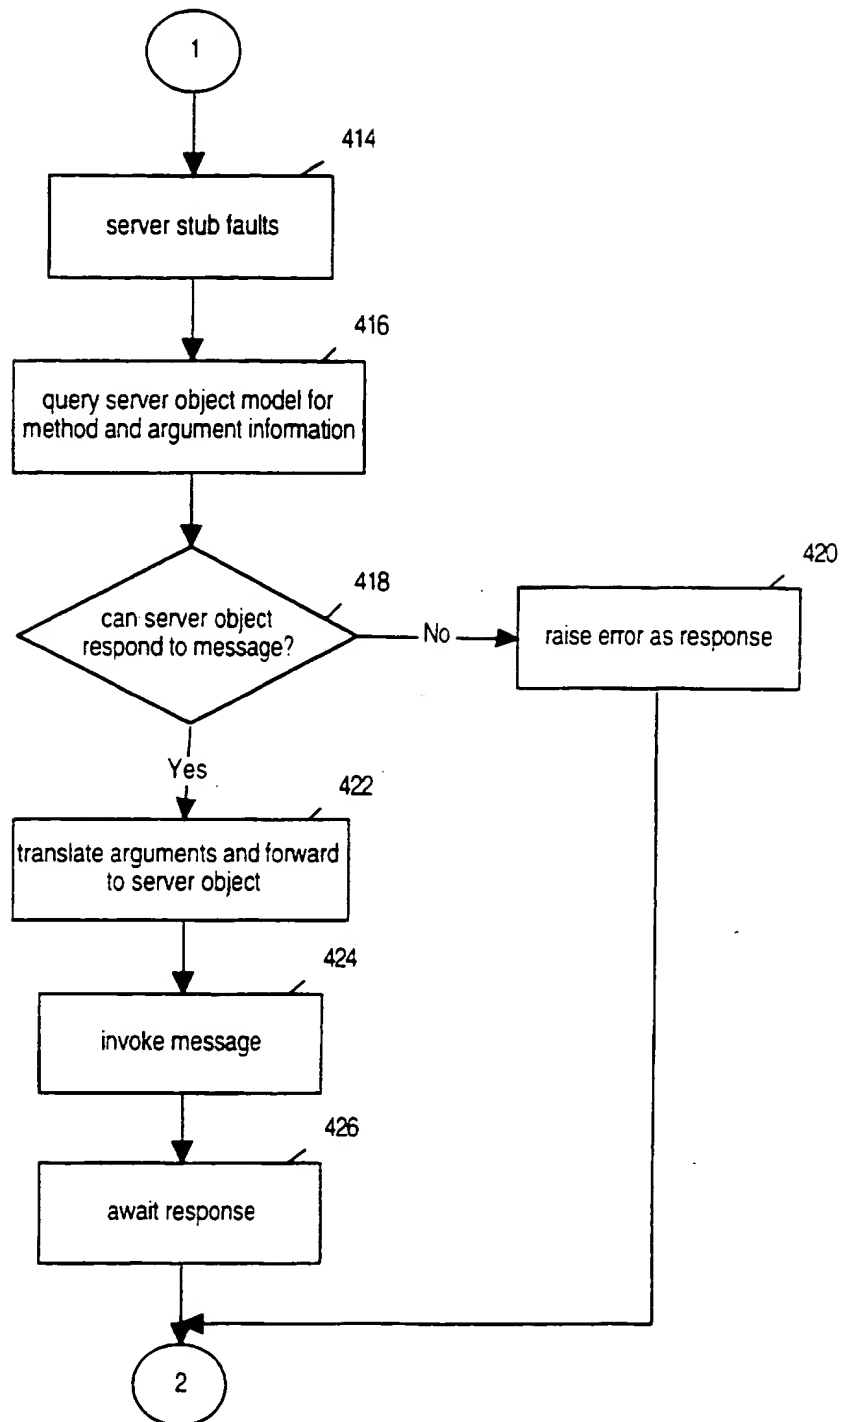 1
414
server stub faults
416
query server object model for
method and argument information
418
can server object
respond to message?
No
420
raise error as response
Yes
422
translate arguments and forward
to server object
424
invoke message
426
await response
2